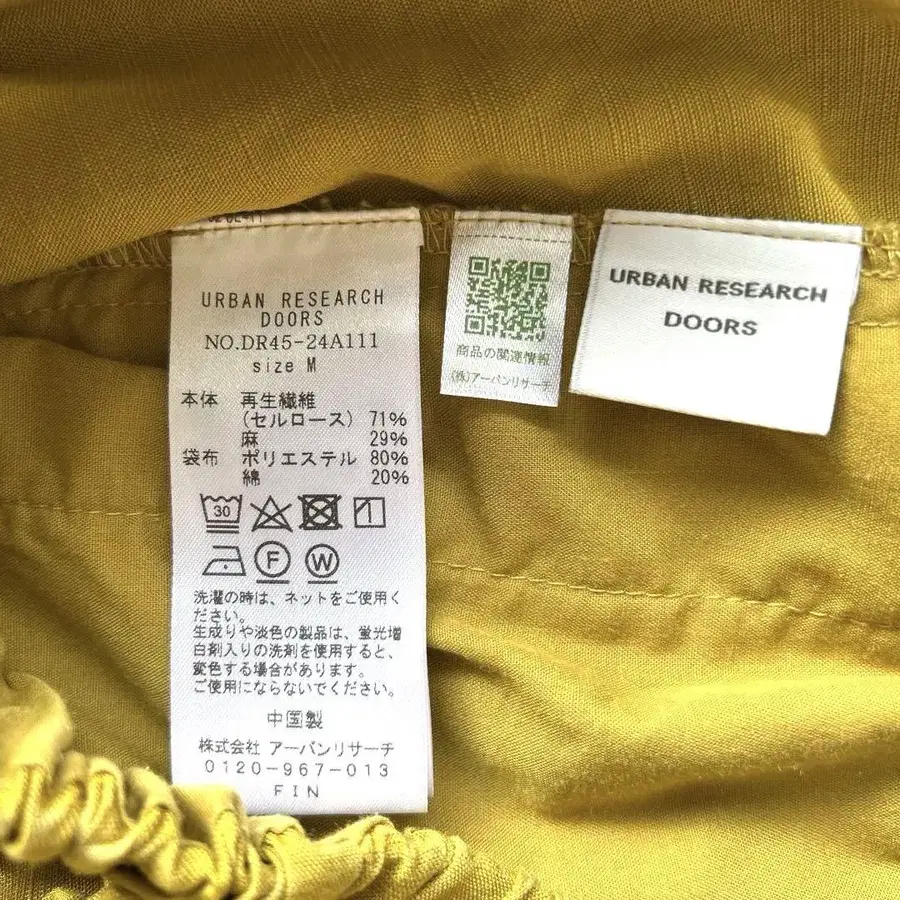 URBAN RESEARCH
DOORS
NO.DR45-24A111
size M
本体 再生繊維
(セルロース) 71%
麻 29%
袋布 ポリエステル 80%
綿 20%
30
F
W
洗濯の時は、ネットをご使用く
ださい。
生成りや淡色の製品は、蛍光増
白剤入りの洗剤を使用すると、
変色する場合があります。
ご使用にならないでください。
中国製
株式会社 アーバンリサーチ
0120-967-013
FIN
商品の関連情報
(株)アーバンリサーチ
URBAN RESEARCH
DOORS